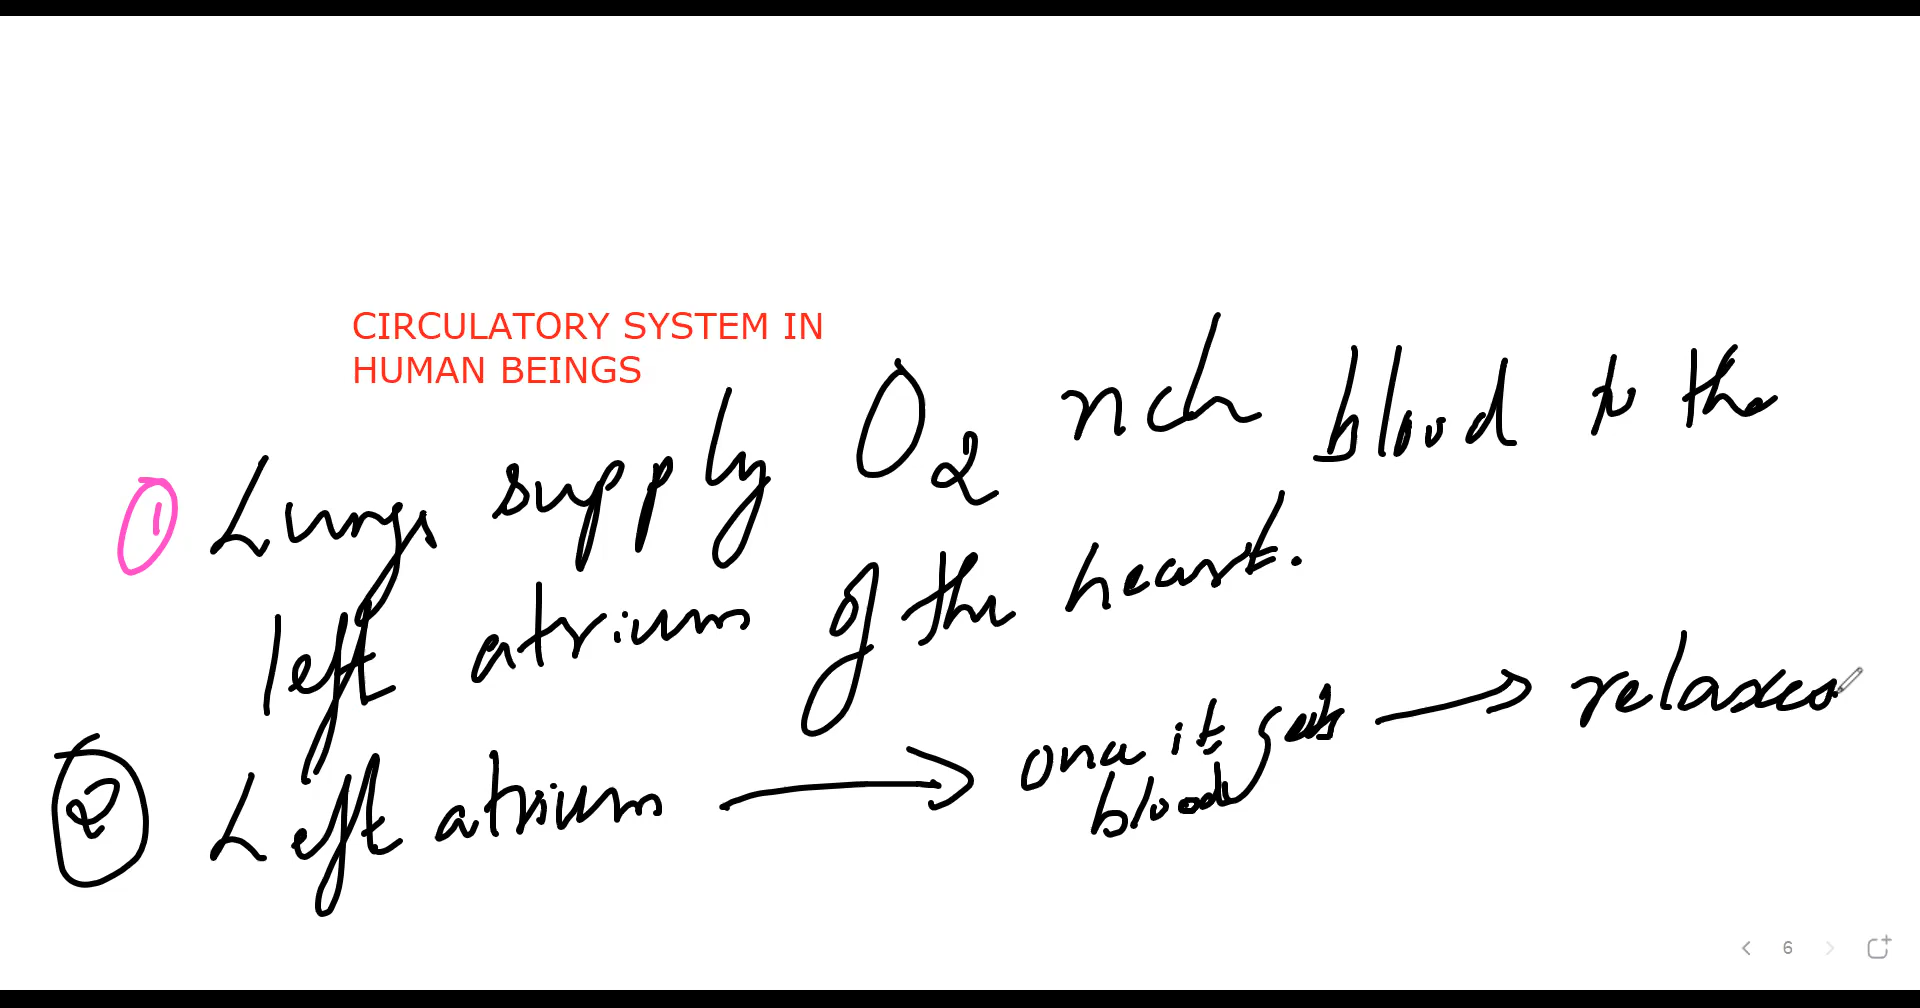 CIRCULATORY SYSTEM IN
HUMAN BEINGS
① Lungs supply O₂ rich blood to the
left atrium of the heart.
② Left atrium → once it gets → relaxes
blood
6